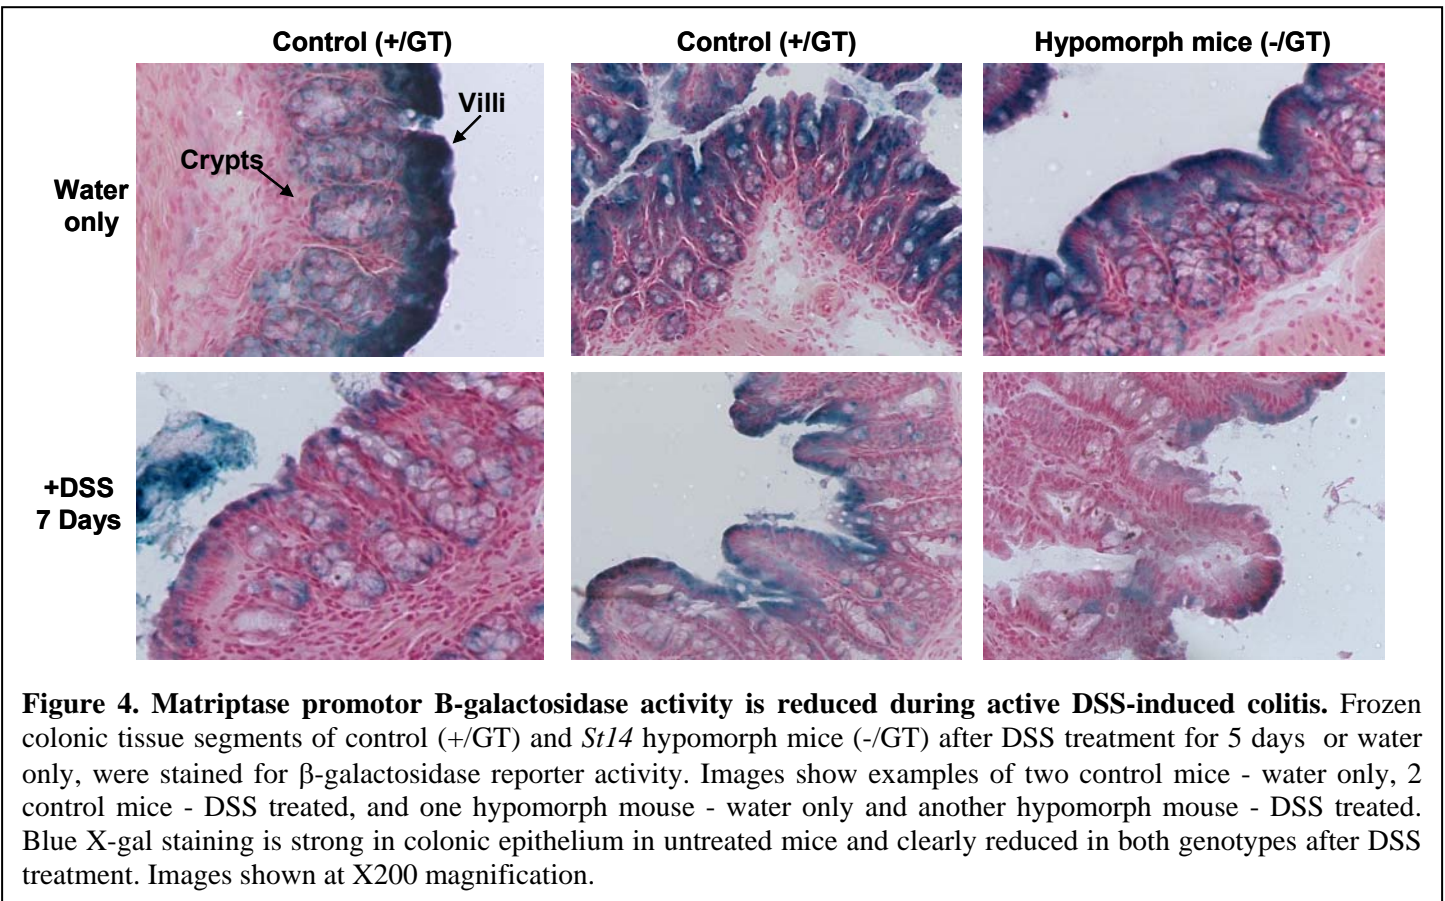 Control (+/GT)
Control (+/GT)
Hypomorph mice (-/GT)
Water
only
Crypts
Villi
+DSS
7 Days
Figure 4. Matriptase promotor B-galactosidase activity is reduced during active DSS-induced colitis. Frozen
colonic tissue segments of control (+/GT) and St14 hypomorph mice (-/GT) after DSS treatment for 5 days or water
only, were stained for β-galactosidase reporter activity. Images show examples of two control mice - water only, 2
control mice - DSS treated, and one hypomorph mouse - water only and another hypomorph mouse - DSS treated.
Blue X-gal staining is strong in colonic epithelium in untreated mice and clearly reduced in both genotypes after DSS
treatment. Images shown at X200 magnification.